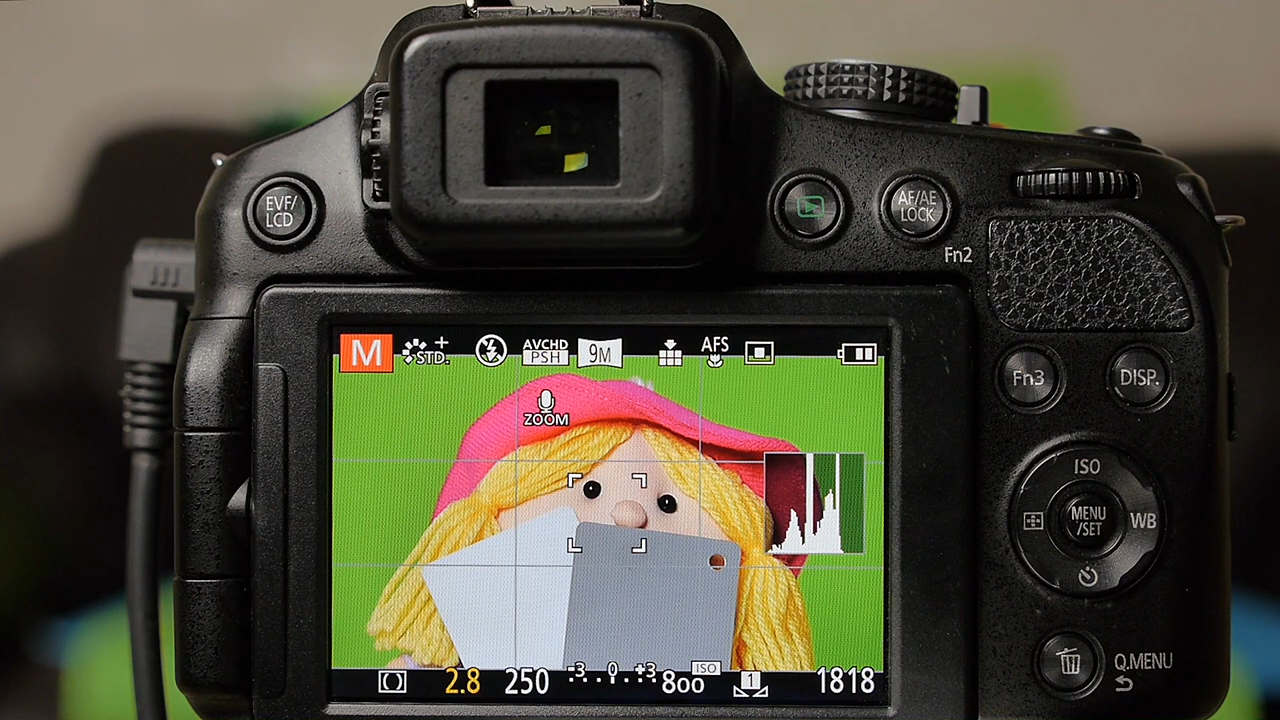 EVF/
LCD
AF/AE
LOCK
Fn2
M
STD.
AVCHD
PSH
9M
AFS
ZOOM
Fn3
DISP.
ISO
MENU
/SET
WB
Q.MENU
2.8
250
-3 0 +3
ISO
800
1
1818